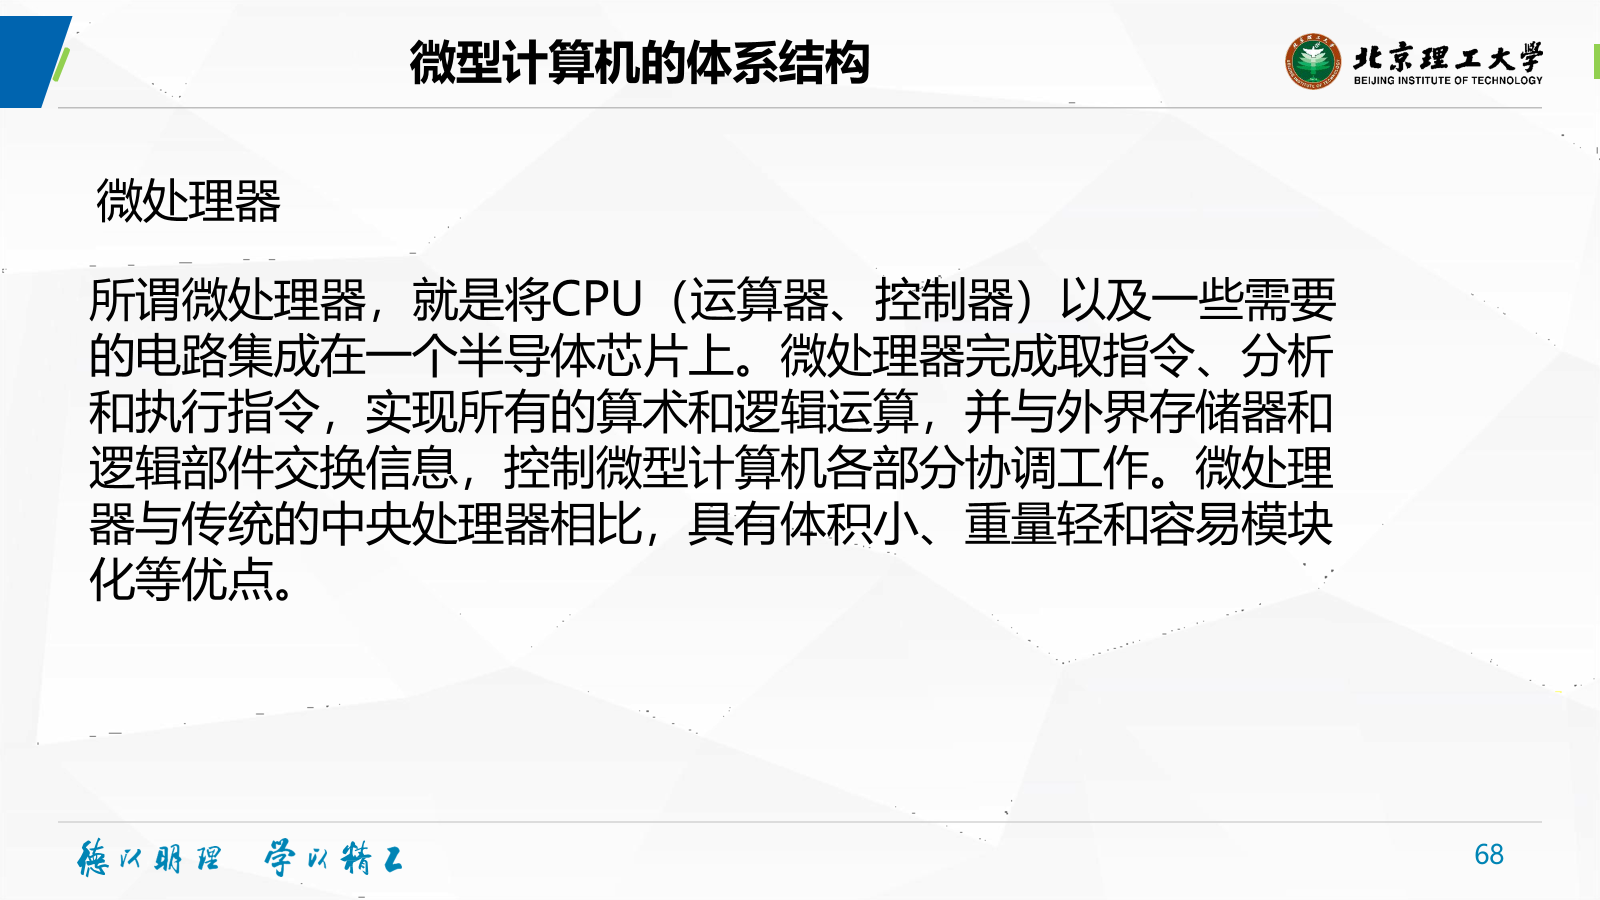 微型计算机的体系结构
北京理工大学
BEIJING INSTITUTE OF TECHNOLOGY
微处理器
所谓微处理器，就是将CPU（运算器、控制器）以及一些需要
的电路集成在一个半导体芯片上。微处理器完成取指令、分析
和执行指令，实现所有的算术和逻辑运算，并与外界存储器和
逻辑部件交换信息，控制微型计算机各部分协调工作。微处理
器与传统的中央处理器相比，具有体积小、重量轻和容易模块
化等优点。
德以明理 学以精工
68